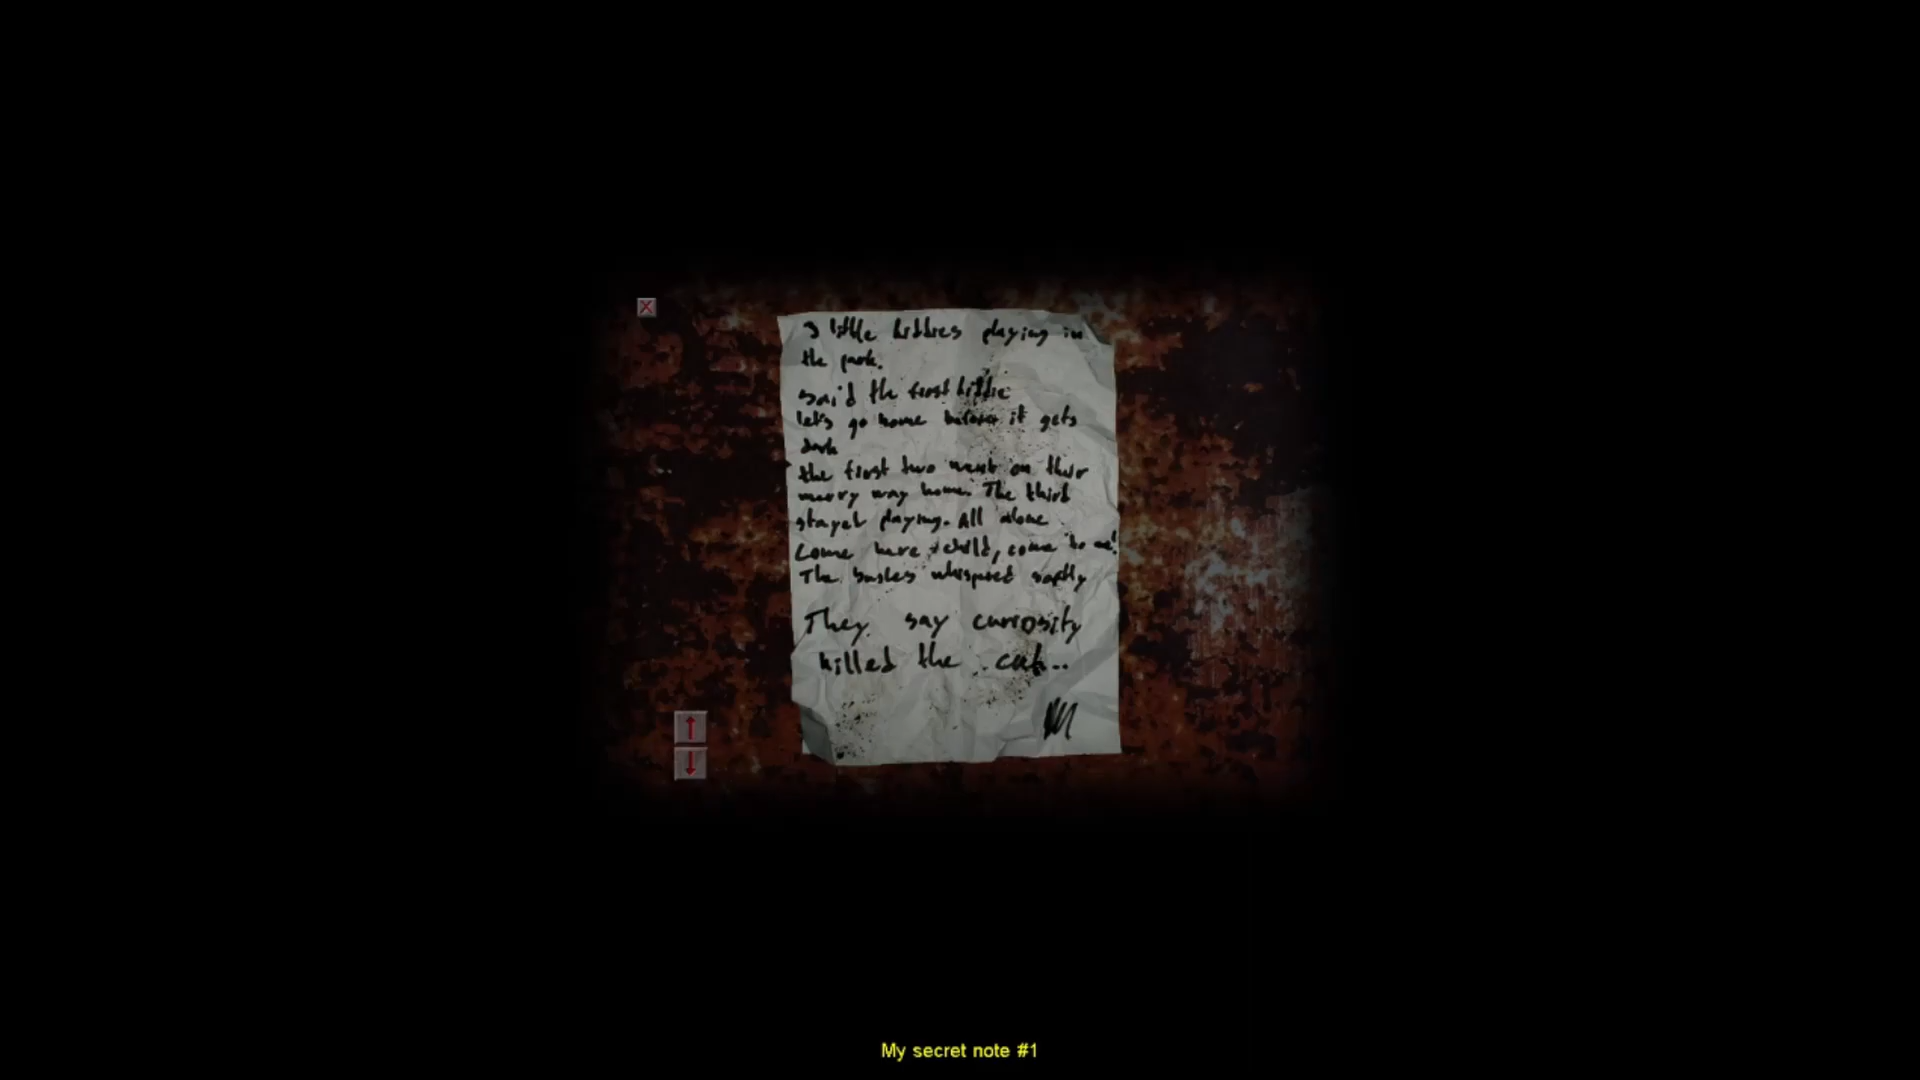 3 little kiddies playing in
the park.
said the first kiddie
let's go home before it gets
dark
the first two went on their
merry way home. The third
stayed playing. All alone
Come here child, come to me!
The bushes whispered softly
They say curiosity
killed the cat..
My secret note #1